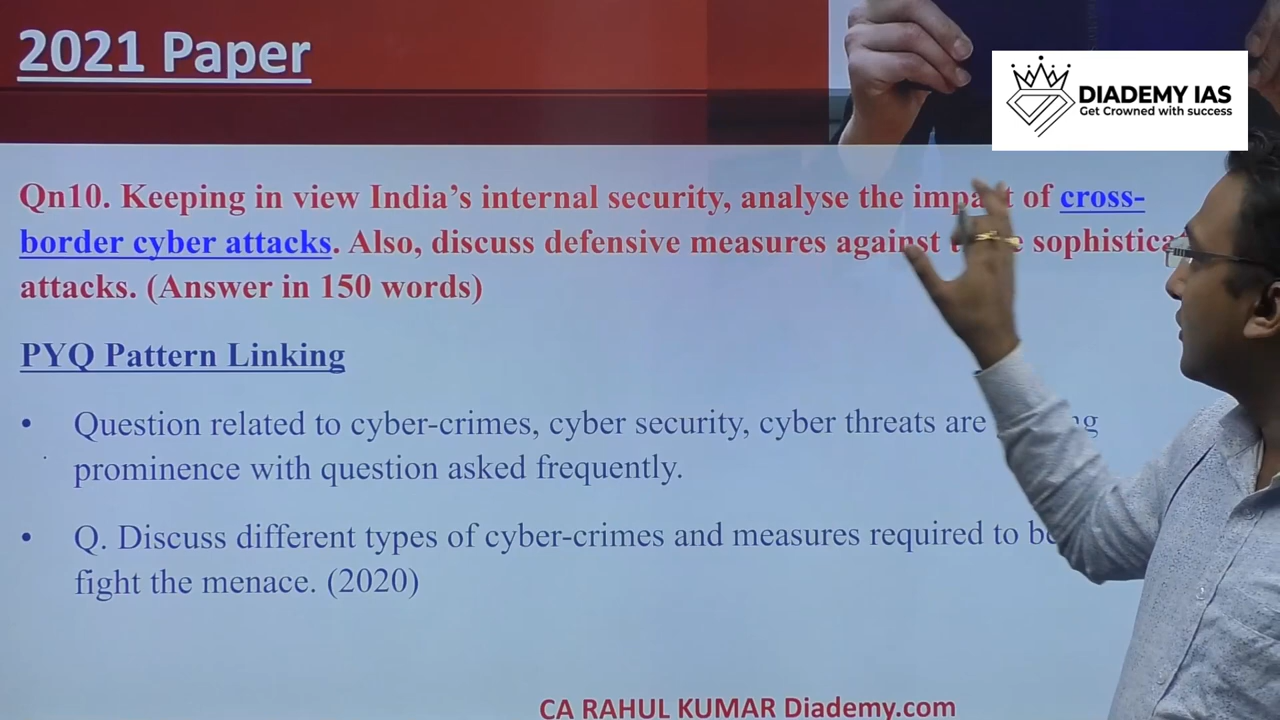 2021 Paper
DIADEMY IAS
Get Crowned with success
Qn10. Keeping in view India's internal security, analyse the impact of cross-
border cyber attacks. Also, discuss defensive measures against sophistica
attacks. (Answer in 150 words)
PYQ Pattern Linking
• Question related to cyber-crimes, cyber security, cyber threats are
prominence with question asked frequently.
• Q. Discuss different types of cyber-crimes and measures required to
fight the menace. (2020)
CA RAHUL KUMAR Diademy.com